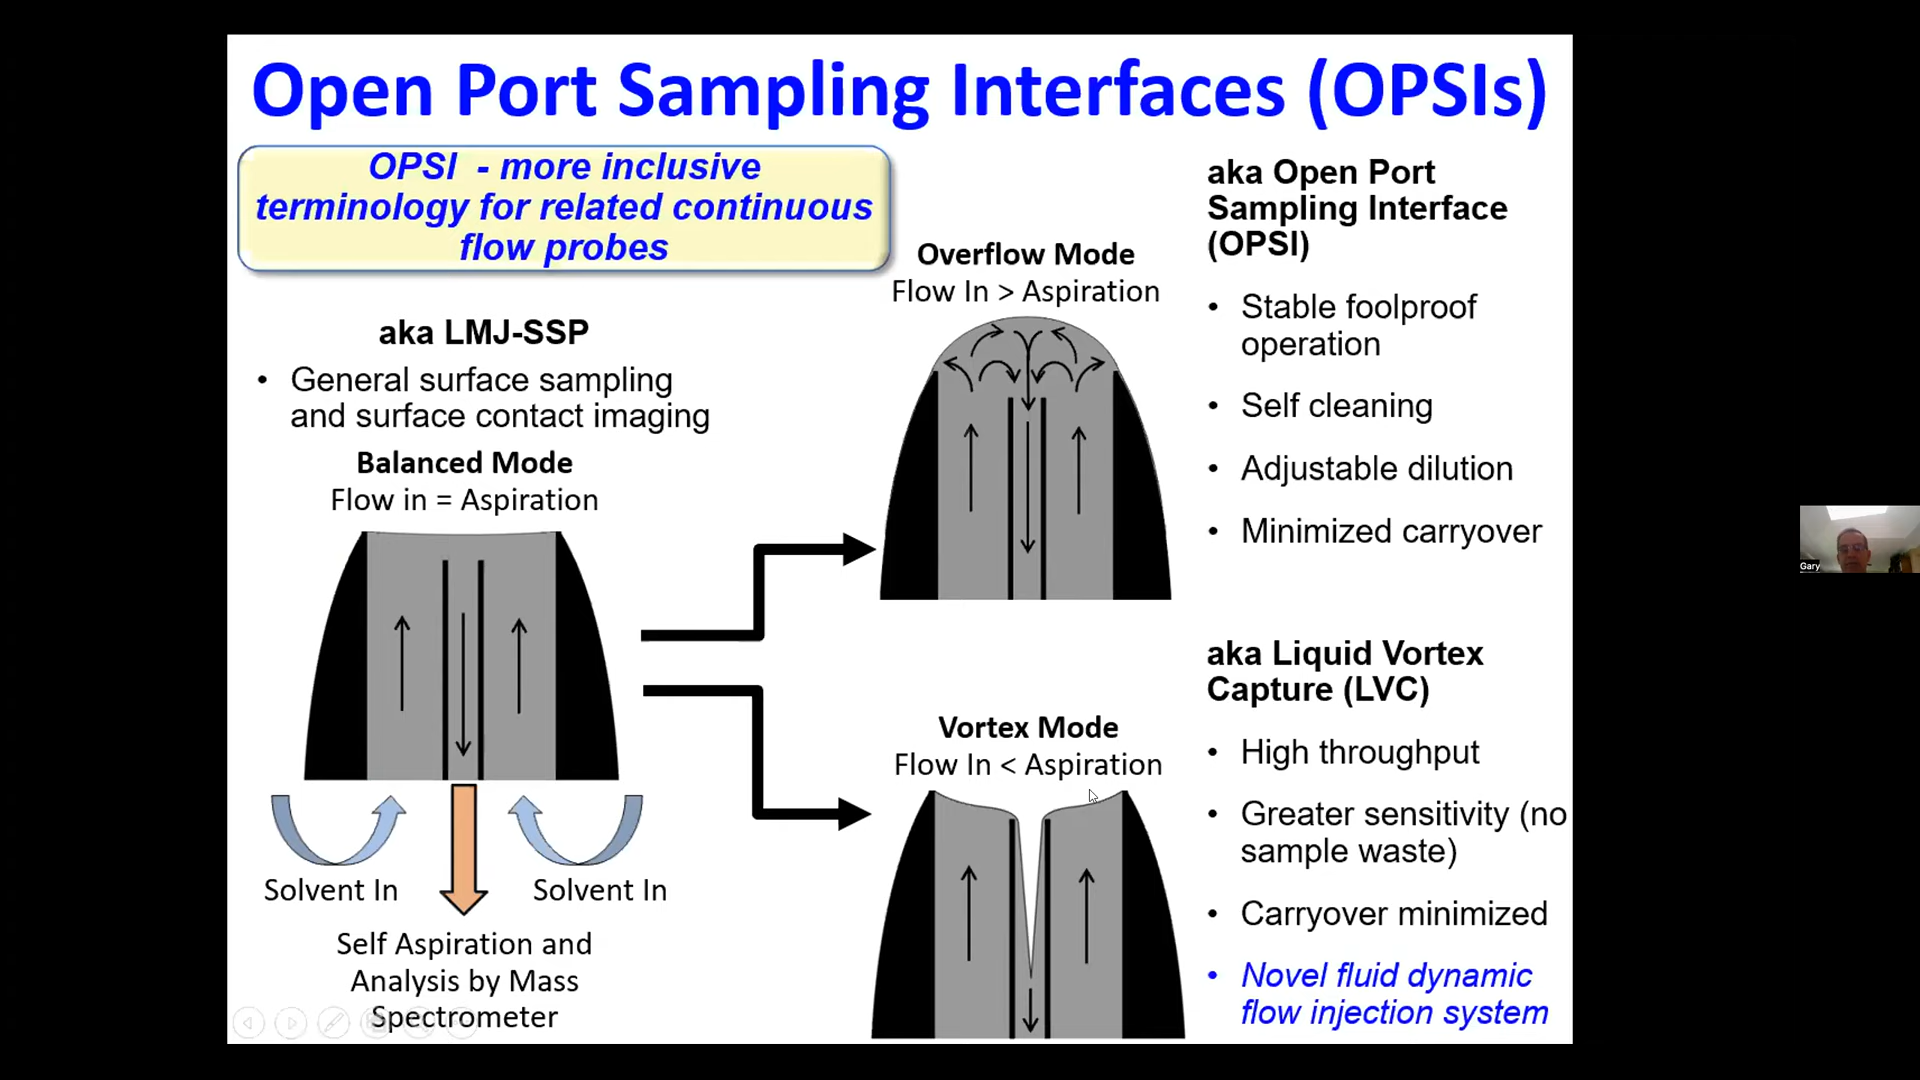 Open Port Sampling Interfaces (OPSIs)
OPSI - more inclusive
terminology for related continuous
flow probes
aka LMJ-SSP
• General surface sampling
and surface contact imaging
Balanced Mode
Flow in = Aspiration
Solvent In
Solvent In
Self Aspiration and
Analysis by Mass
Spectrometer
Overflow Mode
Flow In > Aspiration
aka Open Port
Sampling Interface
(OPSI)
• Stable foolproof
operation
• Self cleaning
• Adjustable dilution
• Minimized carryover
Vortex Mode
Flow In < Aspiration
aka Liquid Vortex
Capture (LVC)
• High throughput
• Greater sensitivity (no
sample waste)
• Carryover minimized
• Novel fluid dynamic
flow injection system
Gary